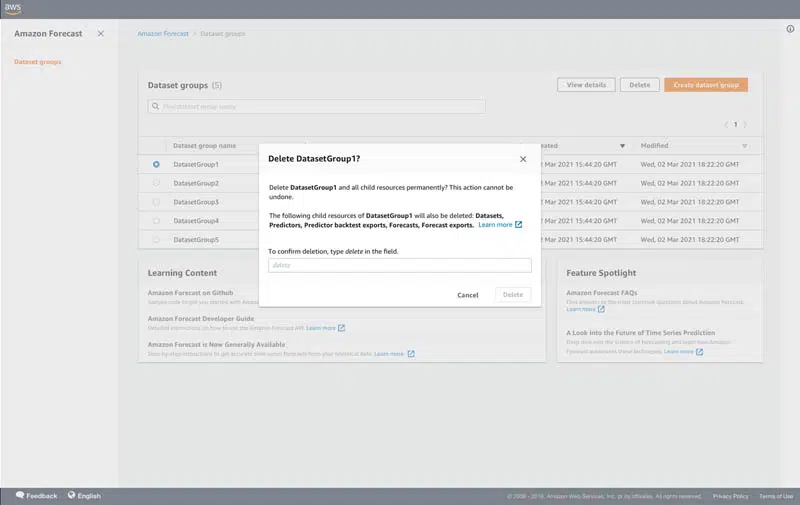 aws
Amazon Forecast
Dataset groups
Amazon Forecast > Dataset groups
Dataset groups (5)
View details
Delete
Create dataset group
Find dataset group name
1
Dataset group name
Modified
DatasetGroup1
2 Mar 2021 15:44:20 GMT
Wed, 02 Mar 2021 18:22:20 GMT
DatasetGroup2
2 Mar 2021 15:44:20 GMT
Wed, 02 Mar 2021 18:22:20 GMT
DatasetGroup3
2 Mar 2021 15:44:20 GMT
Wed, 02 Mar 2021 18:22:20 GMT
DatasetGroup4
2 Mar 2021 15:44:20 GMT
Wed, 02 Mar 2021 18:22:20 GMT
DatasetGroup5
2 Mar 2021 15:44:20 GMT
Wed, 02 Mar 2021 18:22:20 GMT
Delete DatasetGroup1?
Delete DatasetGroup1 and all child resources permanently? This action cannot be
undone.
The following child resources of DatasetGroup1 will also be deleted: Datasets,
Predictors, Predictor backtest exports, Forecasts, Forecast exports. Learn more
To confirm deletion, type delete in the field.
delete
Cancel
Delete
Learning Content
Amazon Forecast on Github
Sample code to get you started with
Amazon Forecast Developer Guide
Detailed instructions on how to use the Amazon Forecast API. Learn more
Amazon Forecast is Now Generally Available
Step-by-step instructions to get accurate time-series forecasts from your historical data. Learn more
Feature Spotlight
Amazon Forecast FAQs
Find answers to the most common questions about Amazon Forecast.
Learn more
A Look into the Future of Time Series Prediction
Deep dive into the science of forecasting and learn how Amazon
Forecast automates these techniques. Learn more
Feedback
English
© 2008 - 2018, Amazon Web Services, Inc. or its affiliates. All rights reserved.
Privacy Policy
Terms of Use